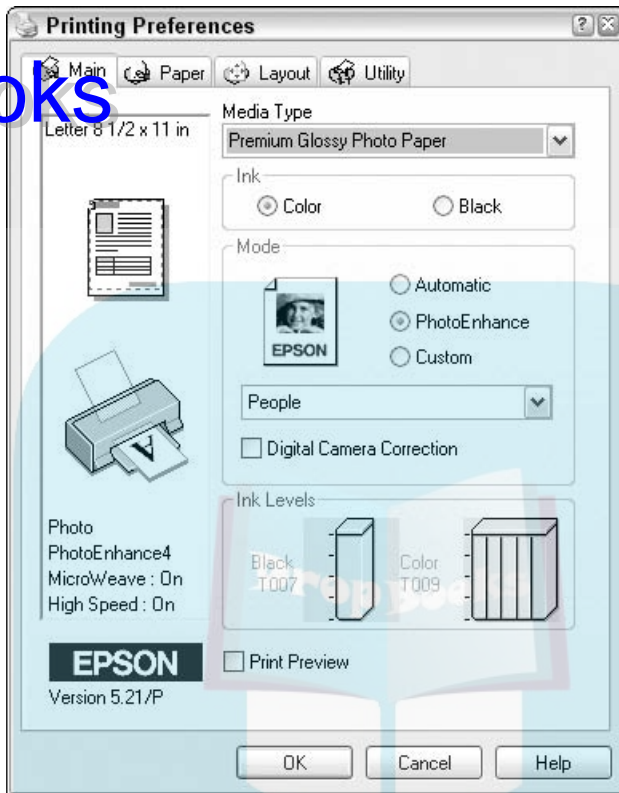 Printing Preferences
Main
Paper
Layout
Utility
oks
Letter 8 1/2 x 11 in
Media Type
Premium Glossy Photo Paper
Ink
Color
Black
Mode
EPSON
Automatic
PhotoEnhance
Custom
People
Digital Camera Correction
Ink Levels
Black
T007
Color
T009
DropBooks
Photo
PhotoEnhance4
MicroWeave : On
High Speed : On
EPSON
Version 5.21/P
Print Preview
OK
Cancel
Help